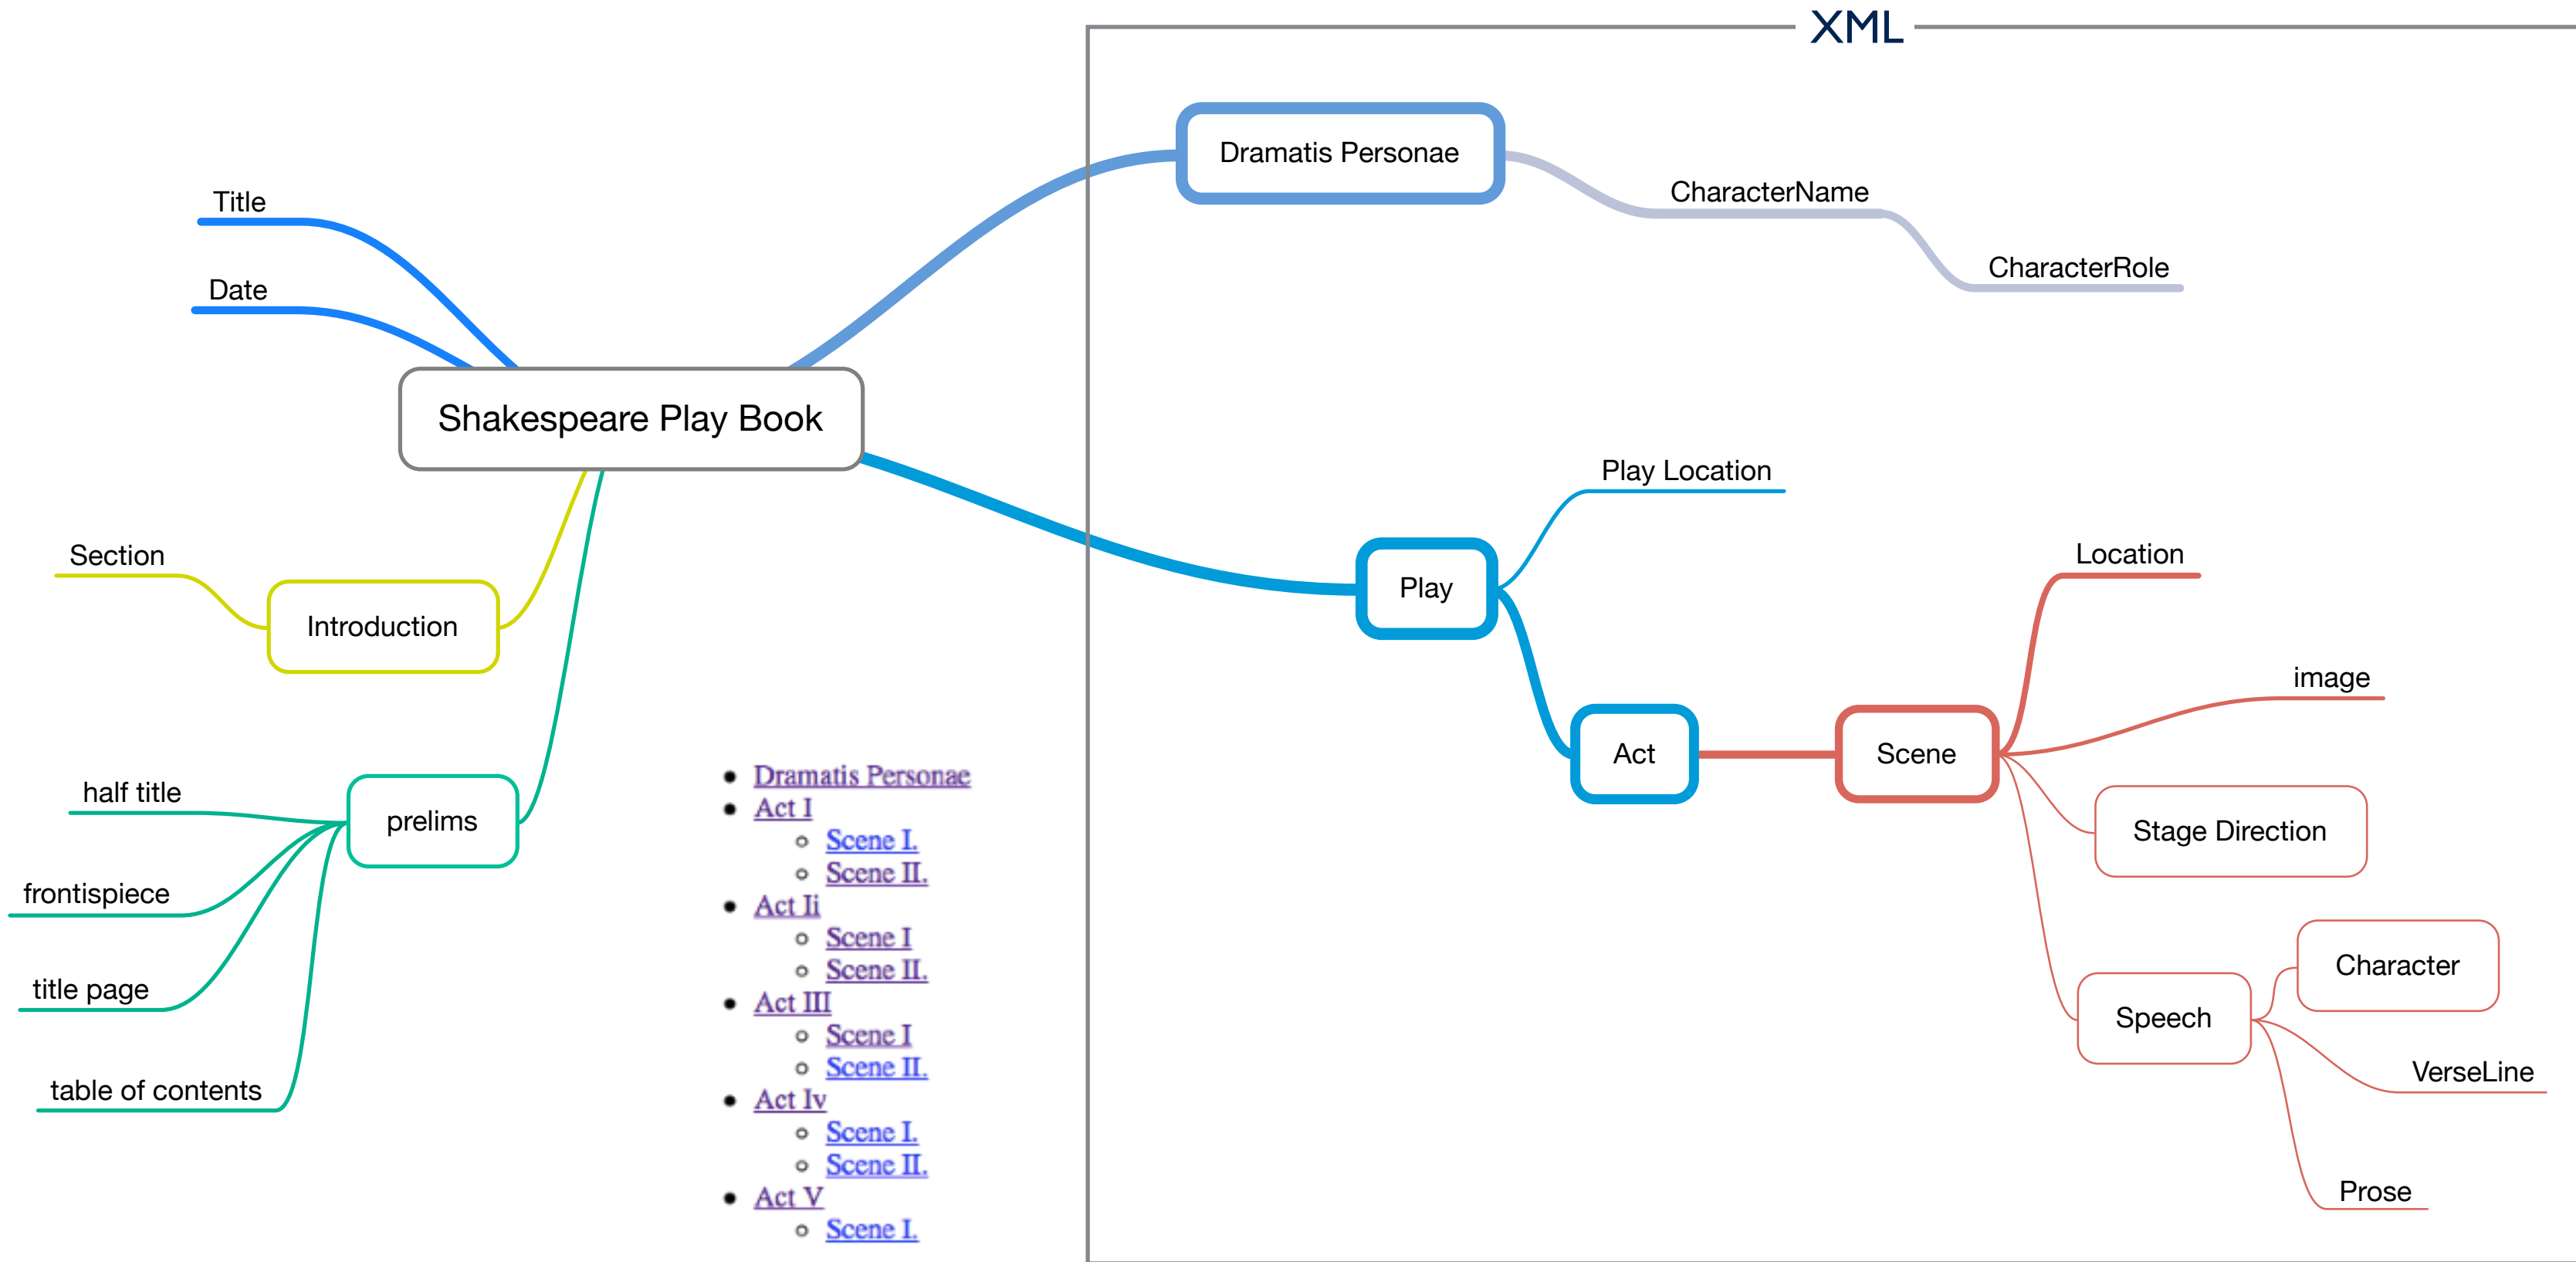 XML
Dramatis Personae
CharacterName
CharacterRole
Title
Date
Shakespeare Play Book
Play Location
Play
Location
image
Act
Scene
Stage Direction
Speech
Character
VerseLine
Prose
Section
Introduction
prelims
half title
frontispiece
title page
table of contents
Dramatis Personae
Act I
Scene I.
Scene II.
Act Ii
Scene I
Scene II.
Act III
Scene I
Scene II.
Act Iv
Scene I.
Scene II.
Act V
Scene I.